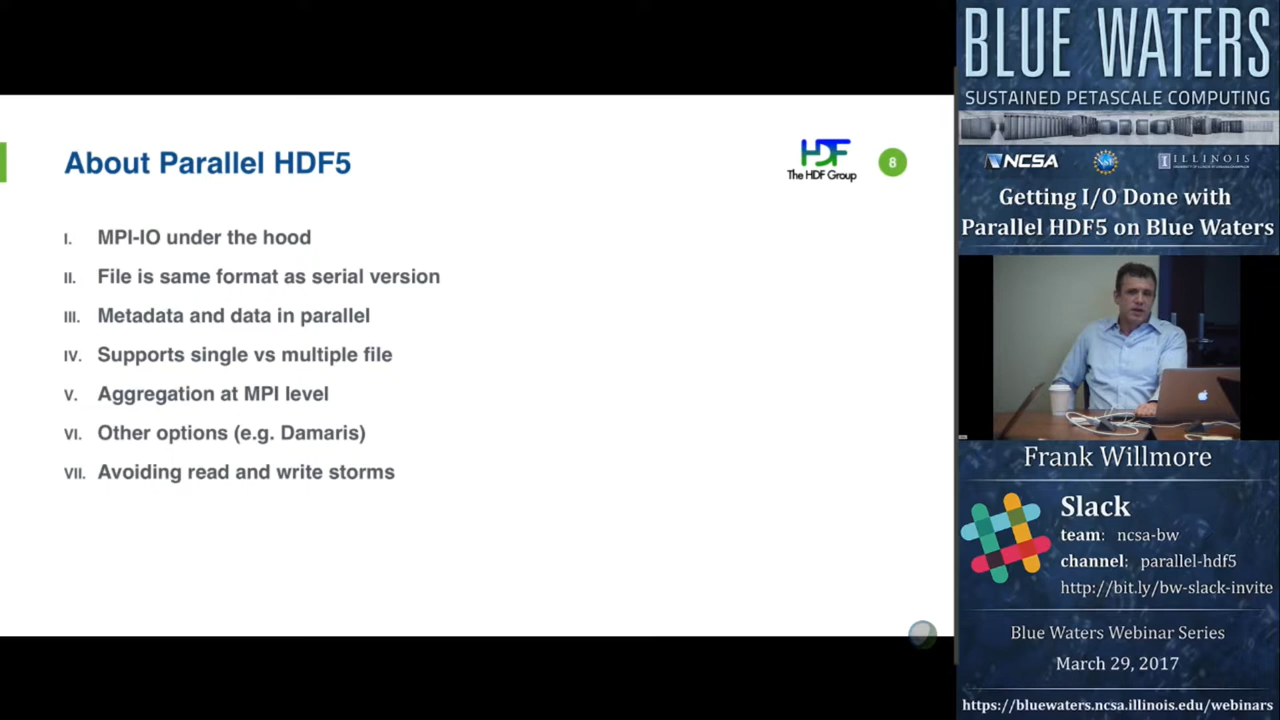 About Parallel HDF5
HDF
The HDF Group
8
I. MPI-IO under the hood
II. File is same format as serial version
III. Metadata and data in parallel
IV. Supports single vs multiple file
V. Aggregation at MPI level
VI. Other options (e.g. Damaris)
VII. Avoiding read and write storms
BLUE WATERS
SUSTAINED PETASCALE COMPUTING
NCSA
I ILLINOIS
Getting I/O Done with
Parallel HDF5 on Blue Waters
Frank Willmore
Slack
team: ncsa-bw
channel: parallel-hdf5
http://bit.ly/bw-slack-invite
Blue Waters Webinar Series
March 29, 2017
https://bluewaters.ncsa.illinois.edu/webinars